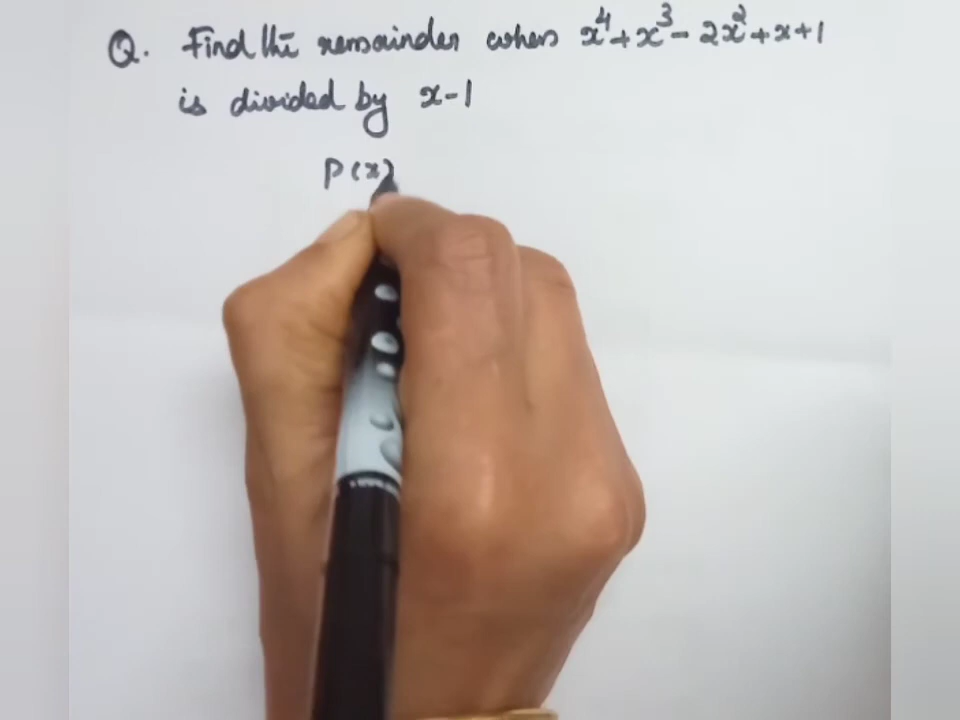 Q. Find the remainder when x⁴+x³-2x²+x+1
is divided by x-1
P(x)